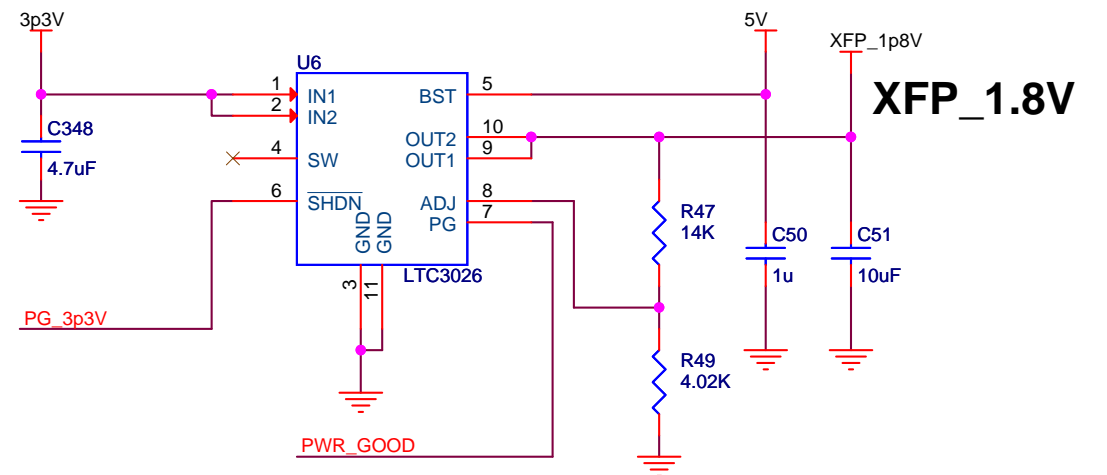 3p3V
5V
XFP_1p8V
XFP_1.8V
U6
1
IN1
2
IN2
4
SW
6
SHDN
GND
GND
3
11
BST
5
OUT2
10
OUT1
9
ADJ
8
PG
7
LTC3026
C348
4.7uF
R47
14K
C50
1u
C51
10uF
R49
4.02K
PG_3p3V
PWR_GOOD